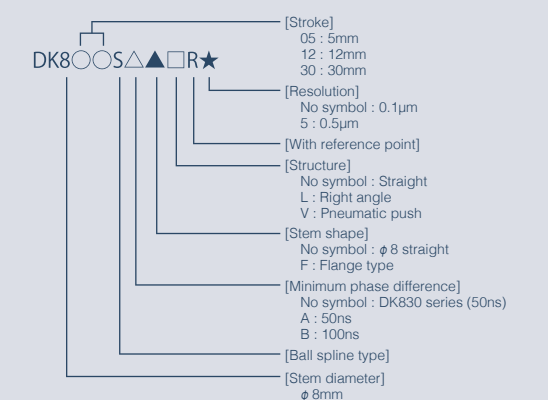 [Stroke]
05 : 5mm
12 : 12mm
30 : 30mm
DK8○○S△▲□R★
[Resolution]
No symbol : 0.1μm
5 : 0.5μm
[With reference point]
[Structure]
No symbol : Straight
L : Right angle
V : Pneumatic push
[Stem shape]
No symbol : ϕ8 straight
F : Flange type
[Minimum phase difference]
No symbol : DK830 series (50ns)
A : 50ns
B : 100ns
[Ball spline type]
[Stem diameter]
ϕ8mm